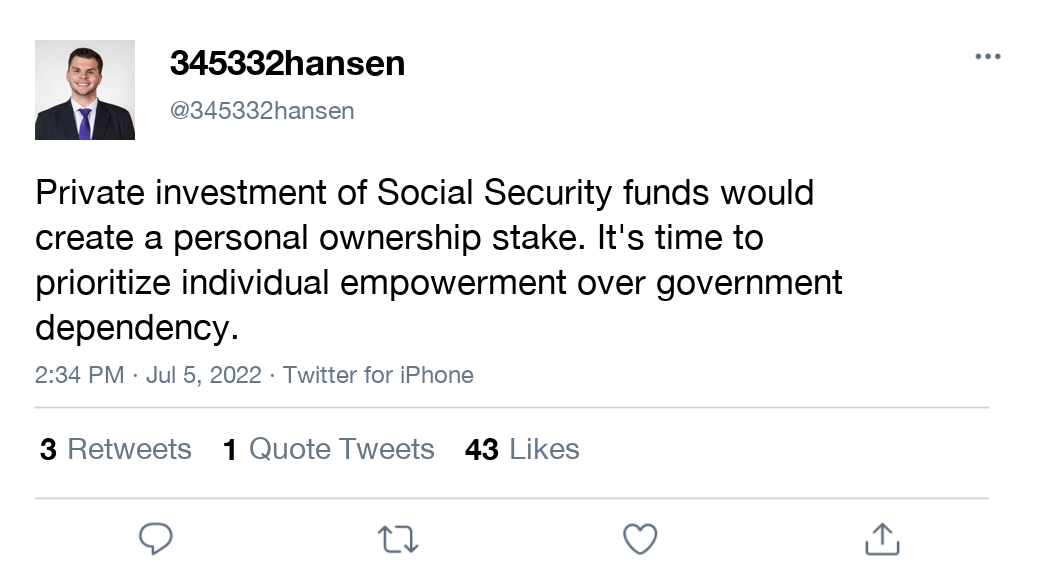 345332hansen
@345332hansen
Private investment of Social Security funds would
create a personal ownership stake. It's time to
prioritize individual empowerment over government
dependency.
2:34 PM · Jul 5, 2022 · Twitter for iPhone
3 Retweets 1 Quote Tweets 43 Likes